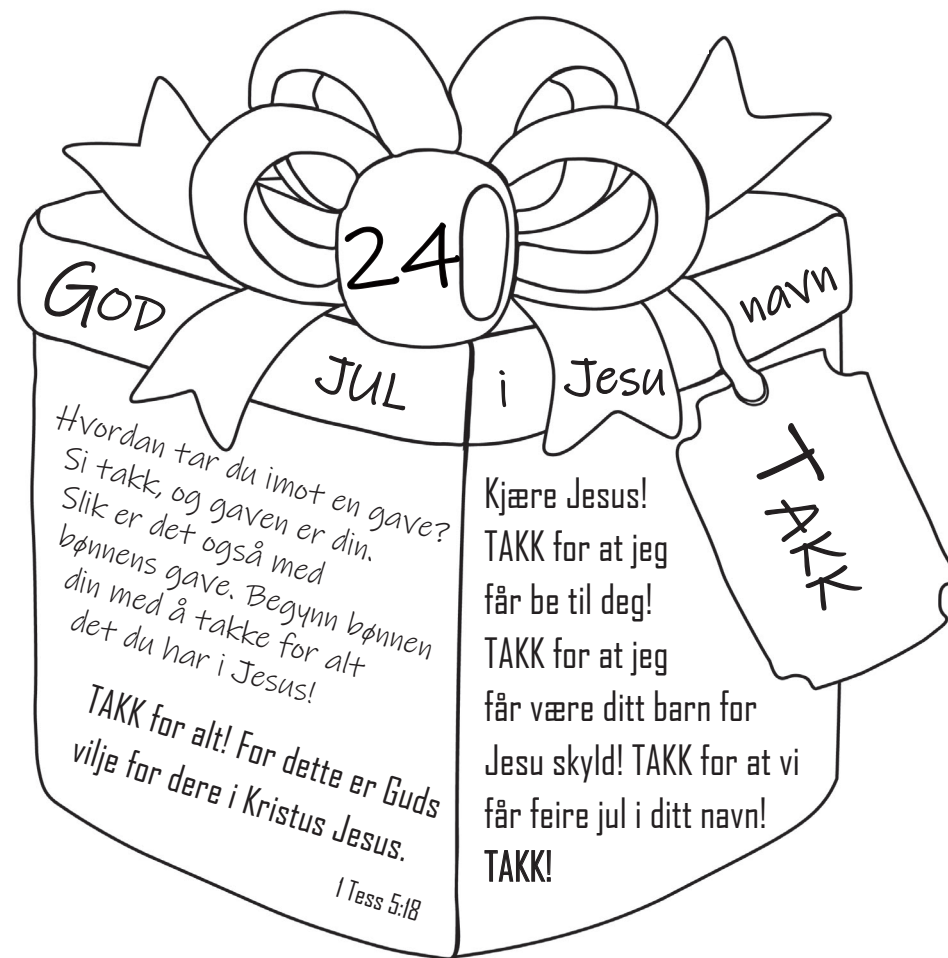 24
GOD
JUL
i
Jesu
navn
TAKK
Hvordan tar du imot en gave?
Si takk, og gaven er din.
Slik er det også med
bønnens gave. Begynn bønnen
din med å takke for alt
det du har i Jesus!
TAKK for alt! For dette er Guds
vilje for dere i Kristus Jesus.
1 Tess 5:18
Kjære Jesus!
TAKK for at jeg
får be til deg!
TAKK for at jeg
får være ditt barn for
Jesu skyld! TAKK for at vi
får feire jul i ditt navn!
TAKK!